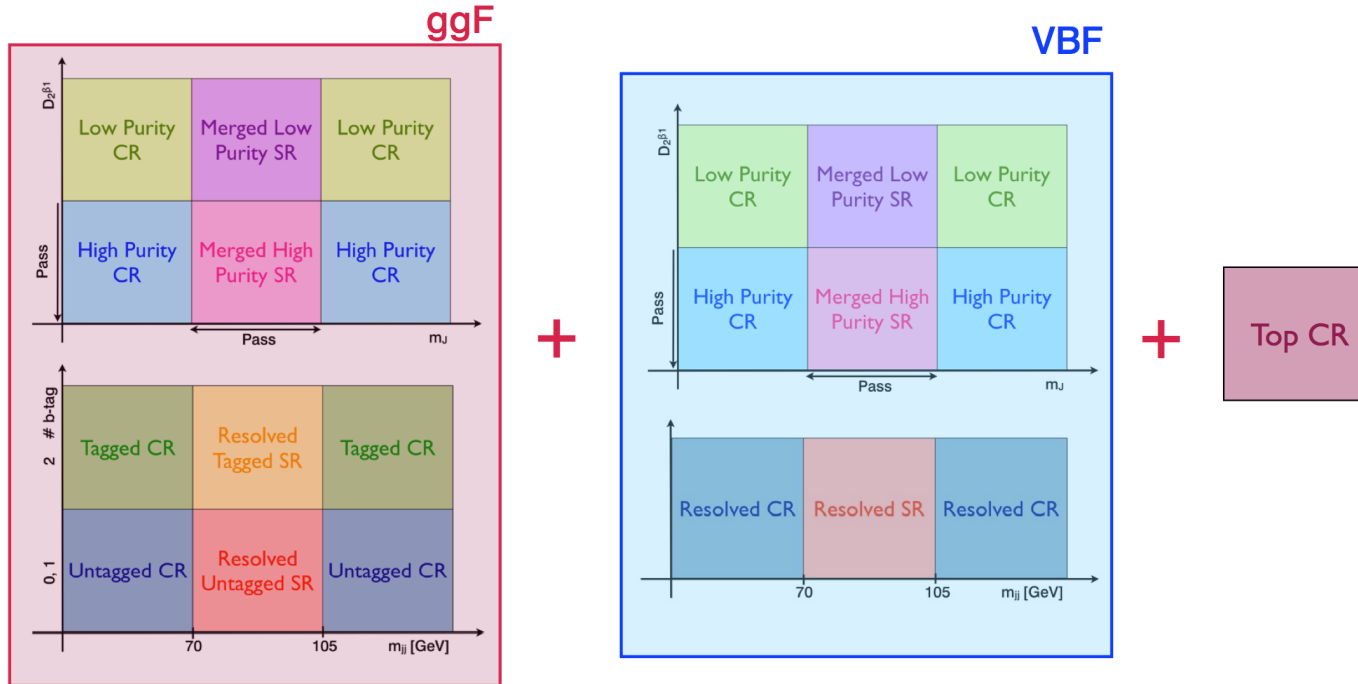 ggF
D₂β1
Low Purity
CR
Merged Low
Purity SR
Low Purity
CR
Pass
High Purity
CR
Merged High
Purity SR
High Purity
CR
Pass
mJ
# b-tag
2
Tagged CR
Resolved
Tagged SR
Tagged CR
0, 1
Untagged CR
Resolved
Untagged SR
Untagged CR
70
105
mjj [GeV]
+
VBF
D₂β1
Low Purity
CR
Merged Low
Purity SR
Low Purity
CR
Pass
High Purity
CR
Merged High
Purity SR
High Purity
CR
Pass
mJ
Resolved CR
Resolved SR
Resolved CR
70
105
mjj [GeV]
+
Top CR